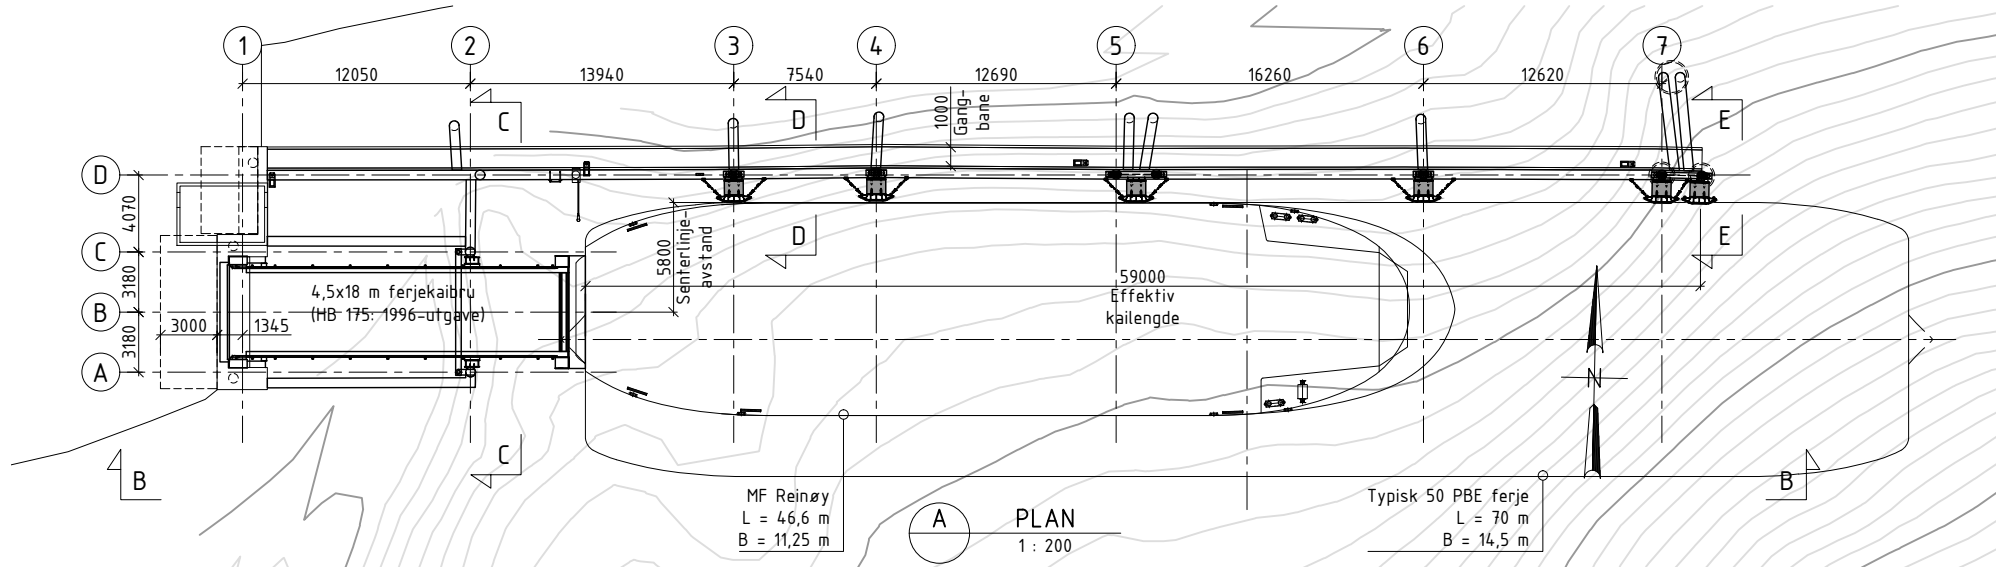 1 2 3 4 5 6 7
12050 13940 7540 12690 16260 12620
C D E
1000
Gang-
bane
D
4070
C
3180
B
3180
A
3000 1345
4,5x18 m ferjekaibru
(HB 175: 1996-utgave)
5800
Senterlinje-
avstand
D E
59000
Effektiv
kailengde
N
B C B
MF Reinøy
L = 46,6 m
B = 11,25 m
A PLAN
1 : 200
Typisk 50 PBE ferje
L = 70 m
B = 14,5 m